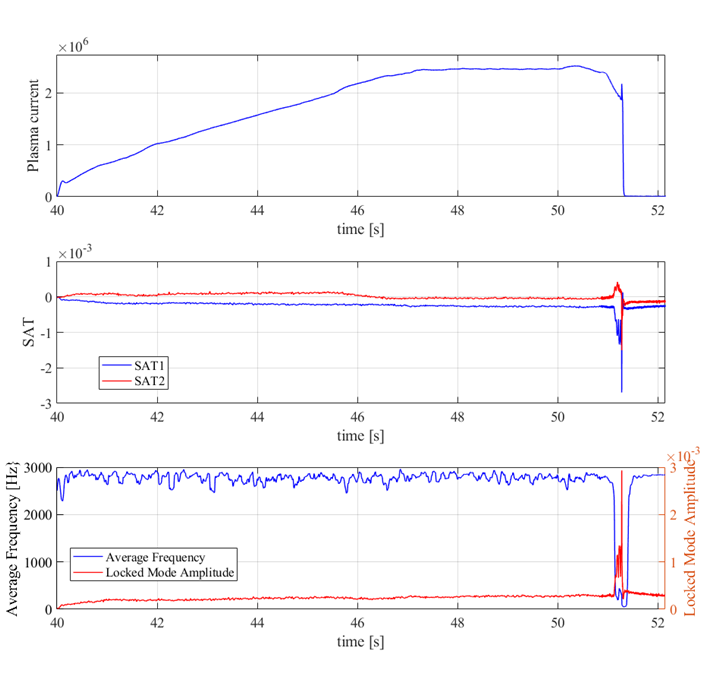 ×10⁶
Plasma current
2
1
0
40 42 44 46 48 50 52
time [s]
×10⁻³
SAT
1
0
-1
-2
-3
SAT1
SAT2
40 42 44 46 48 50 52
time [s]
×10⁻³
Average Frequency [Hz}
3000
2000
1000
0
Average Frequency
Locked Mode Amplitude
3
2
1
0
Locked Mode Amplitude
40 42 44 46 48 50 52
time [s]